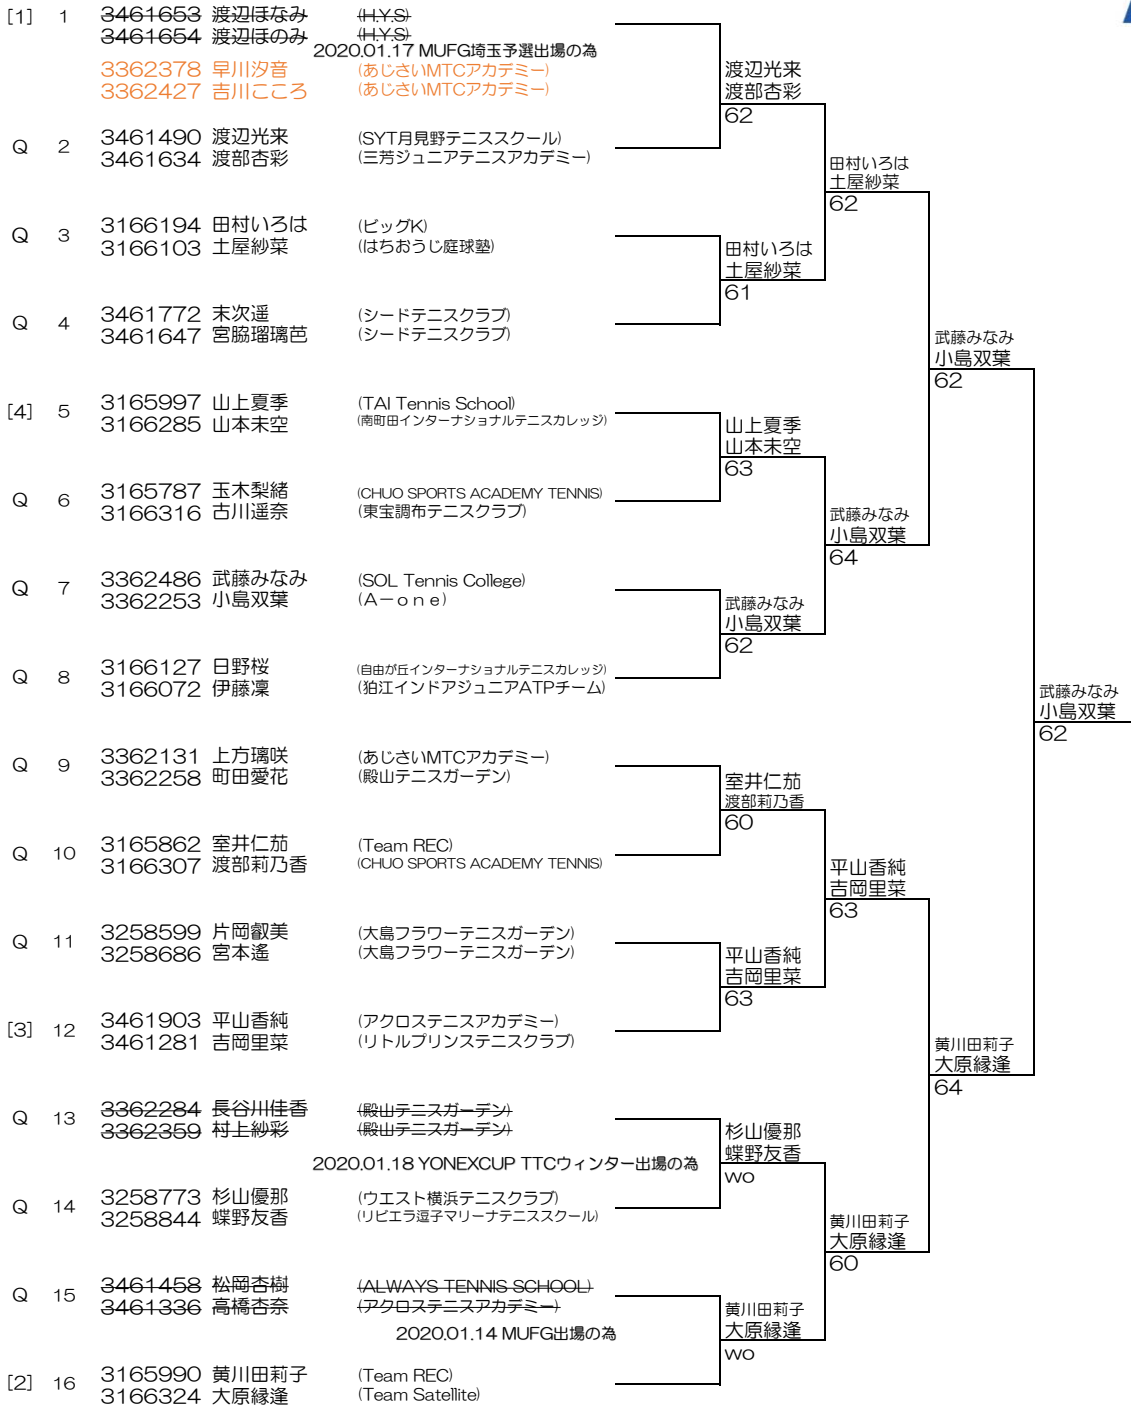 [1] 1 3461653 渡辺ほなみ (H.Y.S)
3461654 渡辺ほのみ (H.Y.S)
2020.01.17 MUFG埼玉予選出場の為
3362378 早川汐音 (あじさいMTCアカデミー)
3362427 吉川こころ (あじさいMTCアカデミー)
渡辺光来
渡部杏彩
62
Q 2 3461490 渡辺光来 (SYT月見野テニススクール)
3461634 渡部杏彩 (三芳ジュニアテニスアカデミー)
田村いろは
土屋紗菜
62
Q 3 3166194 田村いろは (ビッグK)
3166103 土屋紗菜 (はちおうじ庭球塾)
田村いろは
土屋紗菜
61
Q 4 3461772 末次遥 (シードテニスクラブ)
3461647 宮脇瑠璃芭 (シードテニスクラブ)
武藤みなみ
小島双葉
62
[4] 5 3165997 山上夏季 (TAI Tennis School)
3166285 山本未空 (南町田インターナショナルテニスカレッジ)
山上夏季
山本未空
63
Q 6 3165787 玉木梨緒 (CHUO SPORTS ACADEMY TENNIS)
3166316 古川遥奈 (東宝調布テニスクラブ)
武藤みなみ
小島双葉
64
Q 7 3362486 武藤みなみ (SOL Tennis College)
3362253 小島双葉 (A－ｏｎｅ)
武藤みなみ
小島双葉
62
Q 8 3166127 日野桜 (自由が丘インターナショナルテニスカレッジ)
3166072 伊藤凜 (狛江インドアジュニアATPチーム)
武藤みなみ
小島双葉
62
Q 9 3362131 上方璃咲 (あじさいMTCアカデミー)
3362258 町田愛花 (殿山テニスガーデン)
室井仁茄
渡部莉乃香
60
Q 10 3165862 室井仁茄 (Team REC)
3166307 渡部莉乃香 (CHUO SPORTS ACADEMY TENNIS)
平山香純
吉岡里菜
63
Q 11 3258599 片岡叡美 (大島フラワーテニスガーデン)
3258686 宮本遙 (大島フラワーテニスガーデン)
平山香純
吉岡里菜
63
[3] 12 3461903 平山香純 (アクロステニスアカデミー)
3461281 吉岡里菜 (リトルプリンステニスクラブ)
黄川田莉子
大原縁逢
64
Q 13 3362284 長谷川佳香 (殿山テニスガーデン)
3362359 村上紗彩 (殿山テニスガーデン)
杉山優那
蝶野友香
wo
2020.01.18 YONEXCUP TTCウィンター出場の為
Q 14 3258773 杉山優那 (ウエスト横浜テニスクラブ)
3258844 蝶野友香 (リビエラ逗子マリーナテニススクール)
黄川田莉子
大原縁逢
60
Q 15 3461458 松岡杏樹 (ALWAYS TENNIS SCHOOL)
3461336 高橋杏奈 (アクロステニスアカデミー)
2020.01.14 MUFG出場の為
黄川田莉子
大原縁逢
wo
[2] 16 3165990 黄川田莉子 (Team REC)
3166324 大原縁逢 (Team Satellite)